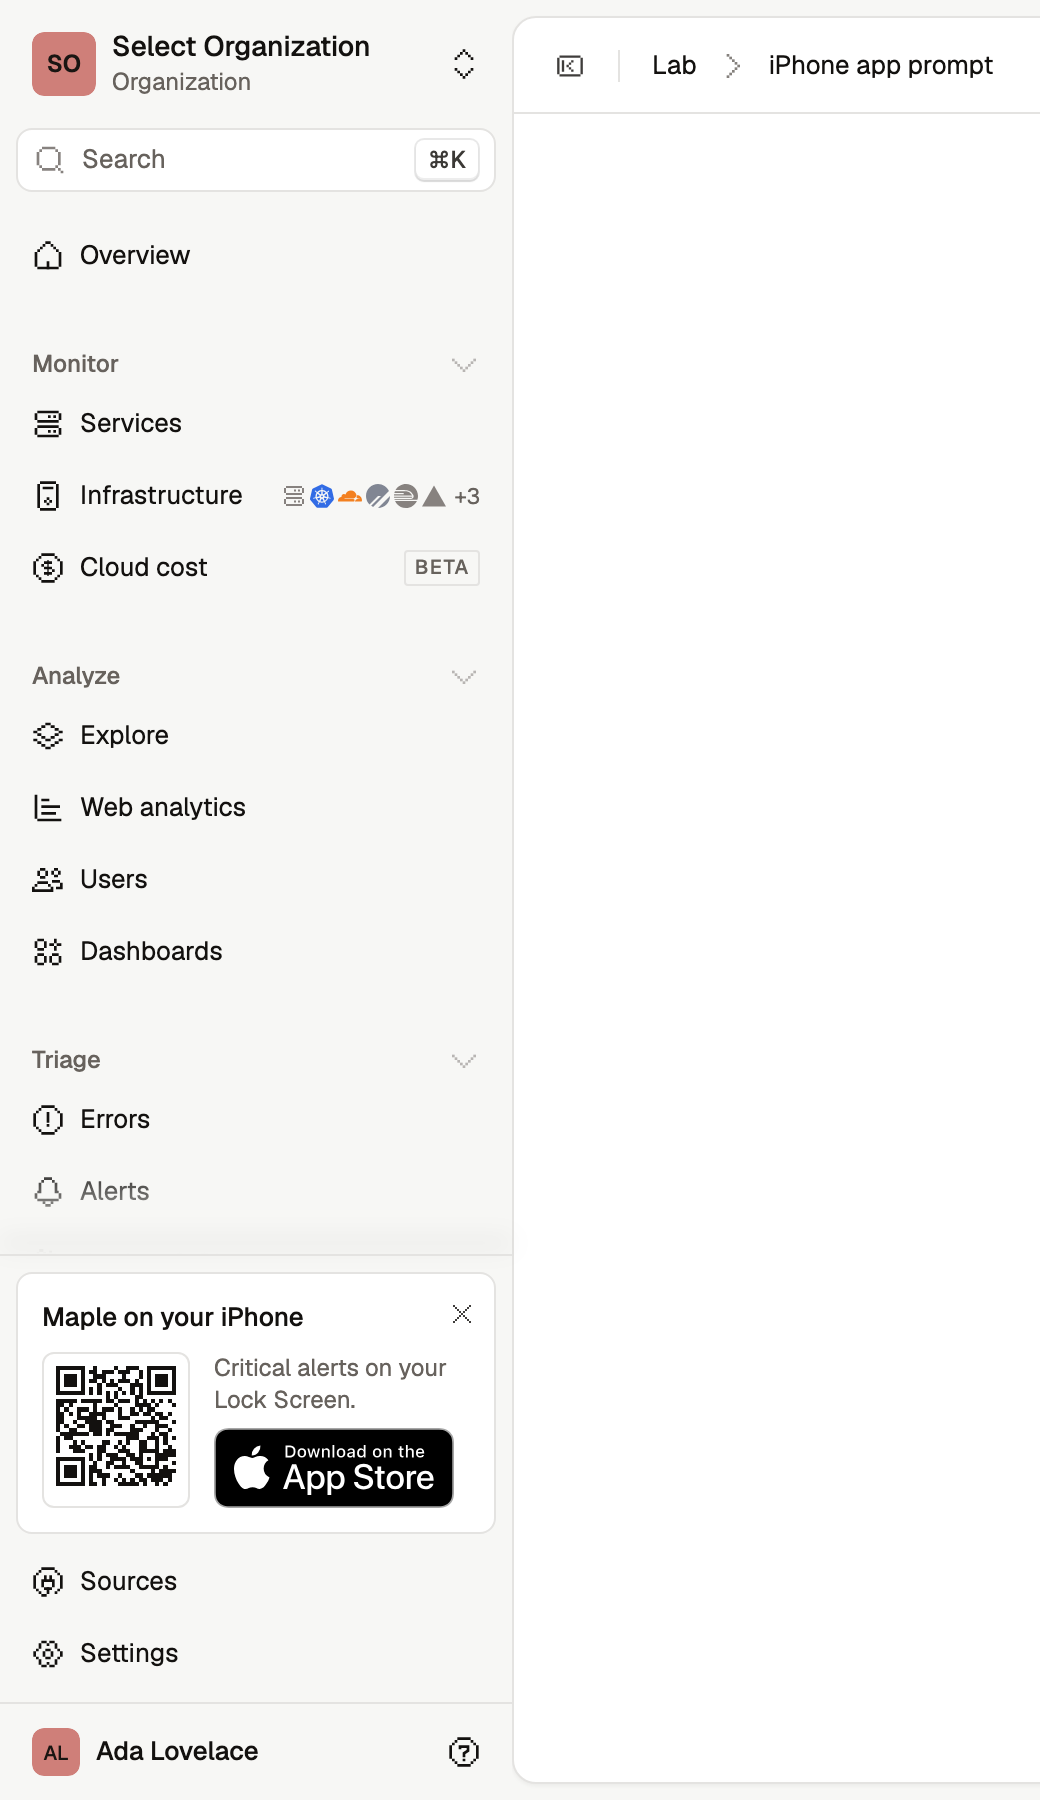 SO
Select Organization
Organization
Search
⌘K
Overview
Monitor
Services
Infrastructure
+3
Cloud cost
BETA
Analyze
Explore
Web analytics
Users
Dashboards
Triage
Errors
Alerts
Maple on your iPhone
Critical alerts on your
Lock Screen.
Download on the
App Store
Sources
Settings
AL
Ada Lovelace
Lab
iPhone app prompt